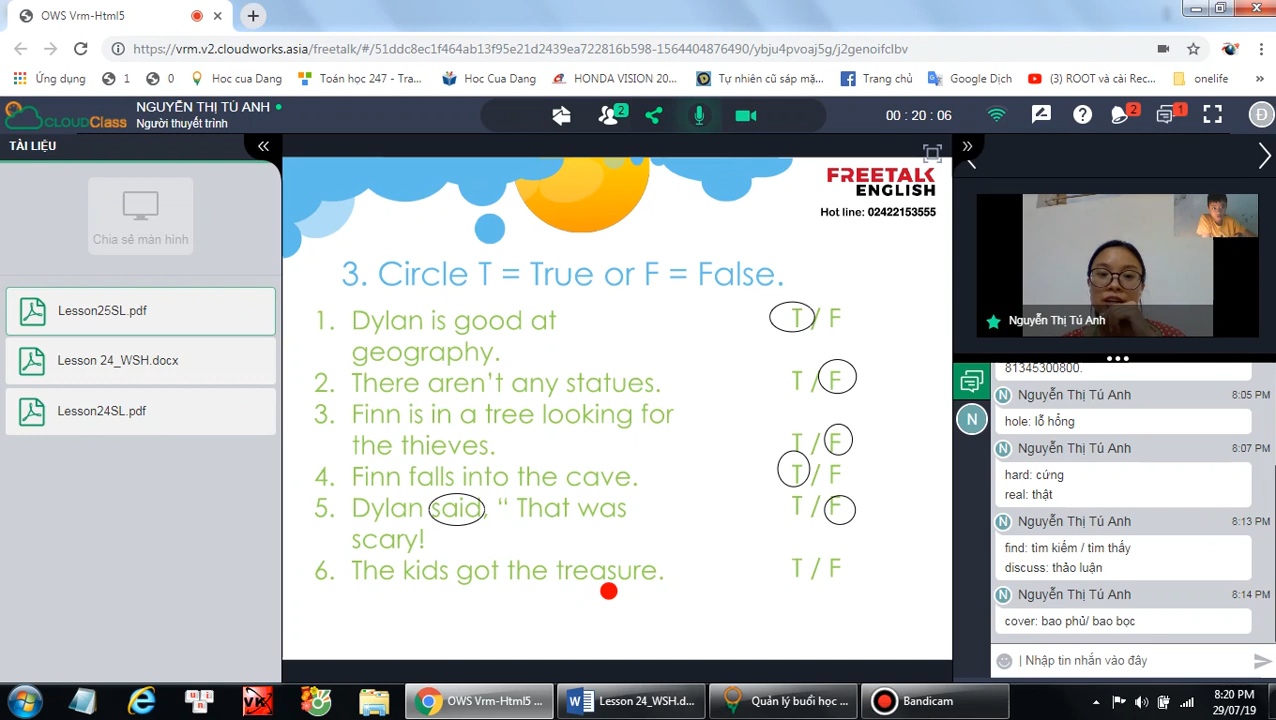 OWS Vrm-Html5
https://vrm.v2.cloudworks.asia/freetalk/#/51ddc8ec1f464ab13f95e21d2439ea722816b598-1564404876490/ybju4pvoaj5g/j2genoifclbv
Ứng dụng
1
0
Hoc cua Dang
Toán học 247 - Tra...
Học Cua Dang
HONDA VISION 20...
Tự nhiên cũ sáp mặ...
Trang chủ
Google Dịch
(3) ROOT và cài Rec...
onelife
»
CLOUDClass
NGUYỄN THỊ TÚ ANH
Người thuyết trình
2
00 : 20 : 06
2
1
Đ
TÀI LIỆU
Chia sẻ màn hình
Lesson25SL.pdf
Lesson 24_WSH.docx
Lesson24SL.pdf
FREETALK
ENGLISH
Hot line: 02422153555
3. Circle T = True or F = False.
1. Dylan is good at T / F
geography.
2. There aren't any statues. T / F
3. Finn is in a tree looking for
the thieves. T / F
4. Finn falls into the cave. T / F
5. Dylan said, “ That was T / F
scary!
6. The kids got the treasure. T / F
Nguyễn Thị Tú Anh
81345300800.
N Nguyễn Thị Tú Anh 8:05 PM
N
hole: lỗ hổng
N Nguyễn Thị Tú Anh 8:07 PM
hard: cứng
real: thật
N Nguyễn Thị Tú Anh 8:13 PM
find: tìm kiếm / tìm thấy
discuss: thảo luận
N Nguyễn Thị Tú Anh 8:14 PM
cover: bao phủ/ bao bọc
Nhập tin nhắn vào đây
OWS Vrm-Html5 ...
Lesson 24_WSH.d...
Quản lý buổi học ...
Bandicam
8:20 PM
29/07/19